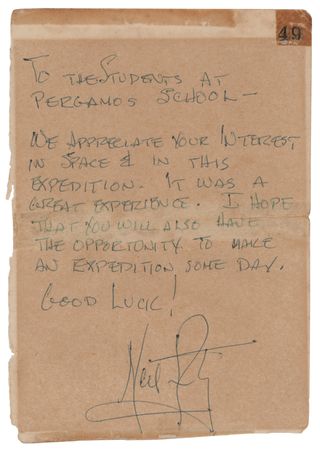 49
To the Students at
Pergamos School —
We appreciate your interest
in space & in this
expedition. It was a
great experience. I hope
that you will also have
the opportunity to make
an expedition some day.
Good Luck!
Neil